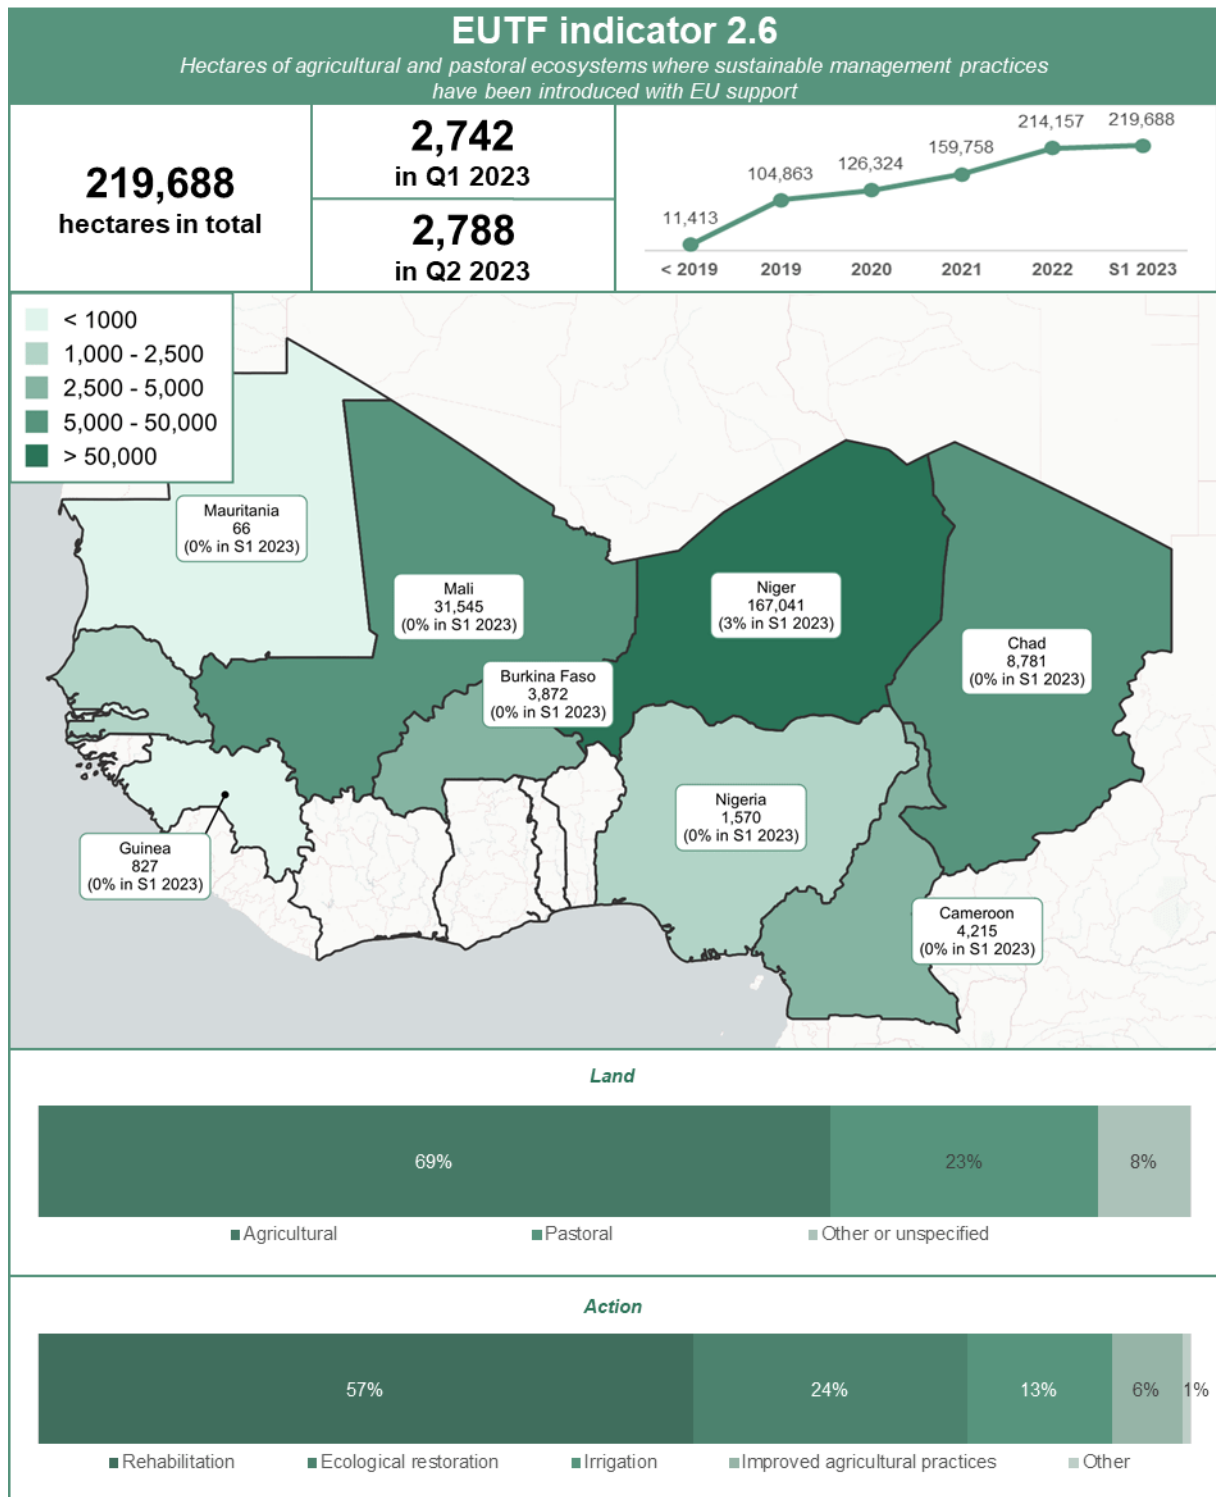 EUTF indicator 2.6
Hectares of agricultural and pastoral ecosystems where sustainable management practices
have been introduced with EU support
219,688
hectares in total
2,742
in Q1 2023
2,788
in Q2 2023
11,413
104,863
126,324
159,758
214,157
219,688
< 2019
2019
2020
2021
2022
S1 2023
< 1000
1,000 - 2,500
2,500 - 5,000
5,000 - 50,000
> 50,000
Mauritania
66
(0% in S1 2023)
Mali
31,545
(0% in S1 2023)
Niger
167,041
(3% in S1 2023)
Chad
8,781
(0% in S1 2023)
Burkina Faso
3,872
(0% in S1 2023)
Nigeria
1,570
(0% in S1 2023)
Guinea
827
(0% in S1 2023)
Cameroon
4,215
(0% in S1 2023)
Land
69%
23%
8%
Agricultural
Pastoral
Other or unspecified
Action
57%
24%
13%
6%
1%
Rehabilitation
Ecological restoration
Irrigation
Improved agricultural practices
Other